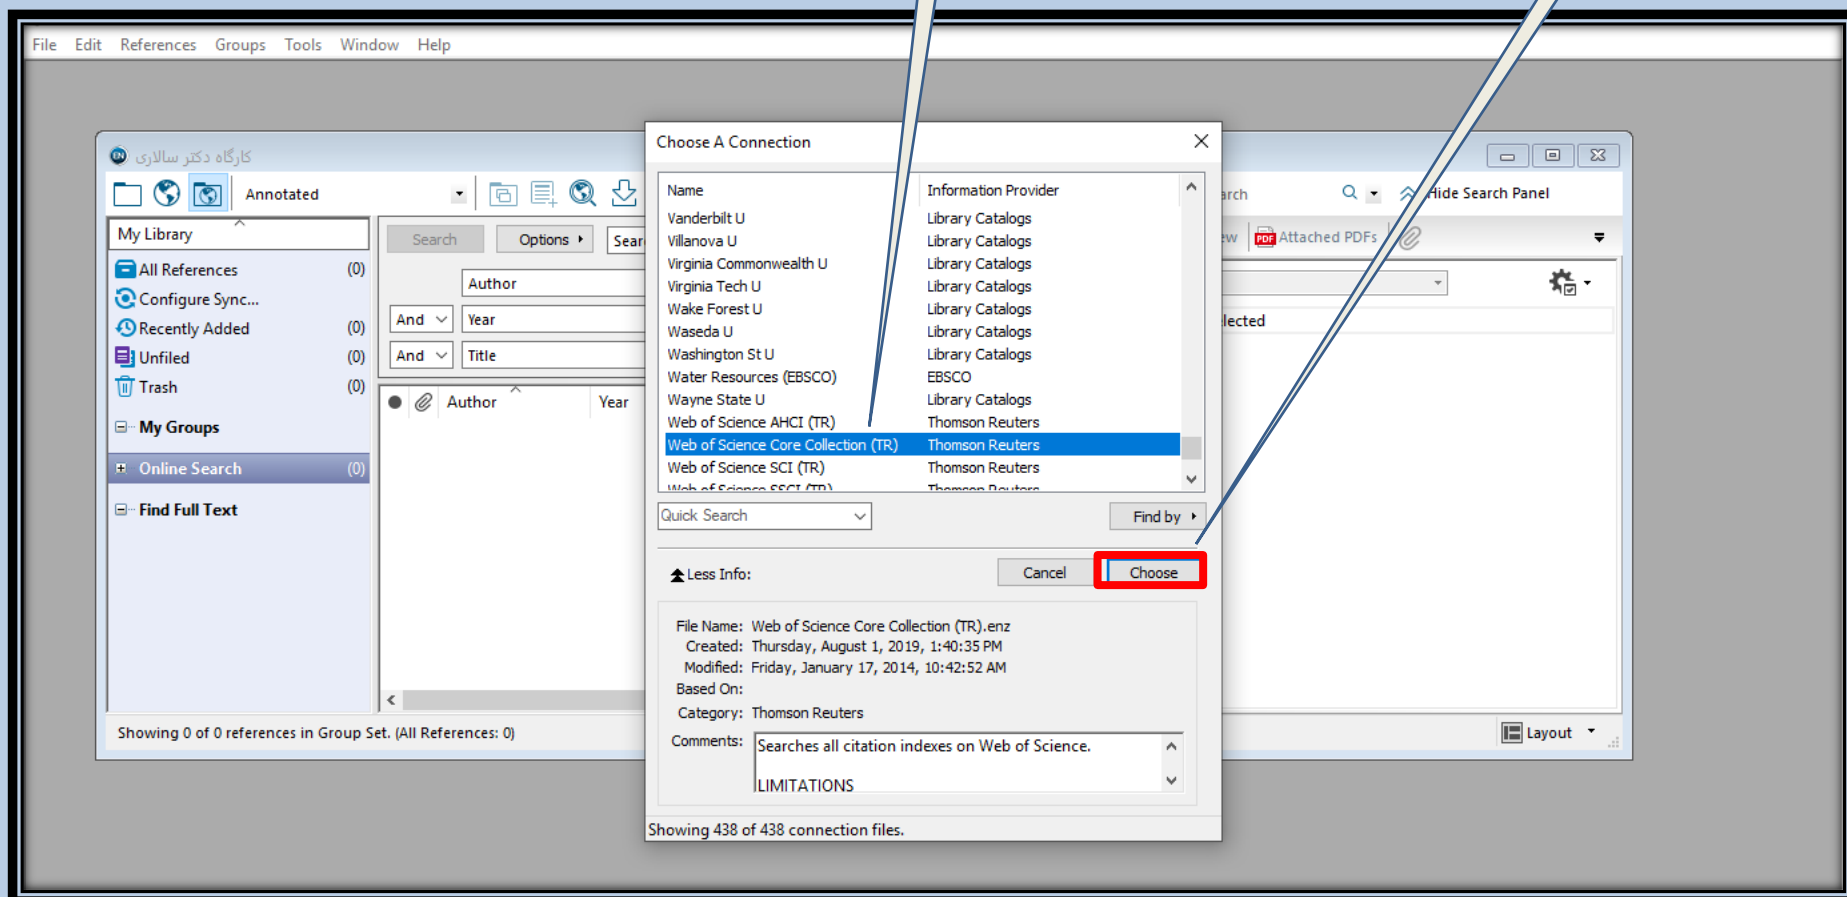 File Edit References Groups Tools Window Help
کارگاه دکتر سالاری
Annotated
Hide Search Panel
My Library
All References (0)
Configure Sync...
Recently Added (0)
Unfiled (0)
Trash (0)
My Groups
Online Search (0)
Find Full Text
Search Options
Author
And Year
And Title
Author Year
Attached PDFs
Showing 0 of 0 references in Group Set. (All References: 0)
Layout
Choose A Connection
Name Information Provider
Vanderbilt U Library Catalogs
Villanova U Library Catalogs
Virginia Commonwealth U Library Catalogs
Virginia Tech U Library Catalogs
Wake Forest U Library Catalogs
Waseda U Library Catalogs
Washington St U Library Catalogs
Water Resources (EBSCO) EBSCO
Wayne State U Library Catalogs
Web of Science AHCI (TR) Thomson Reuters
Web of Science Core Collection (TR) Thomson Reuters
Web of Science SCI (TR) Thomson Reuters
Web of Science SSCI (TR) Thomson Reuters
Quick Search Find by
Less Info: Cancel Choose
File Name: Web of Science Core Collection (TR).enz
Created: Thursday, August 1, 2019, 1:40:35 PM
Modified: Friday, January 17, 2014, 10:42:52 AM
Based On:
Category: Thomson Reuters
Comments: Searches all citation indexes on Web of Science.
LIMITATIONS
Showing 438 of 438 connection files.